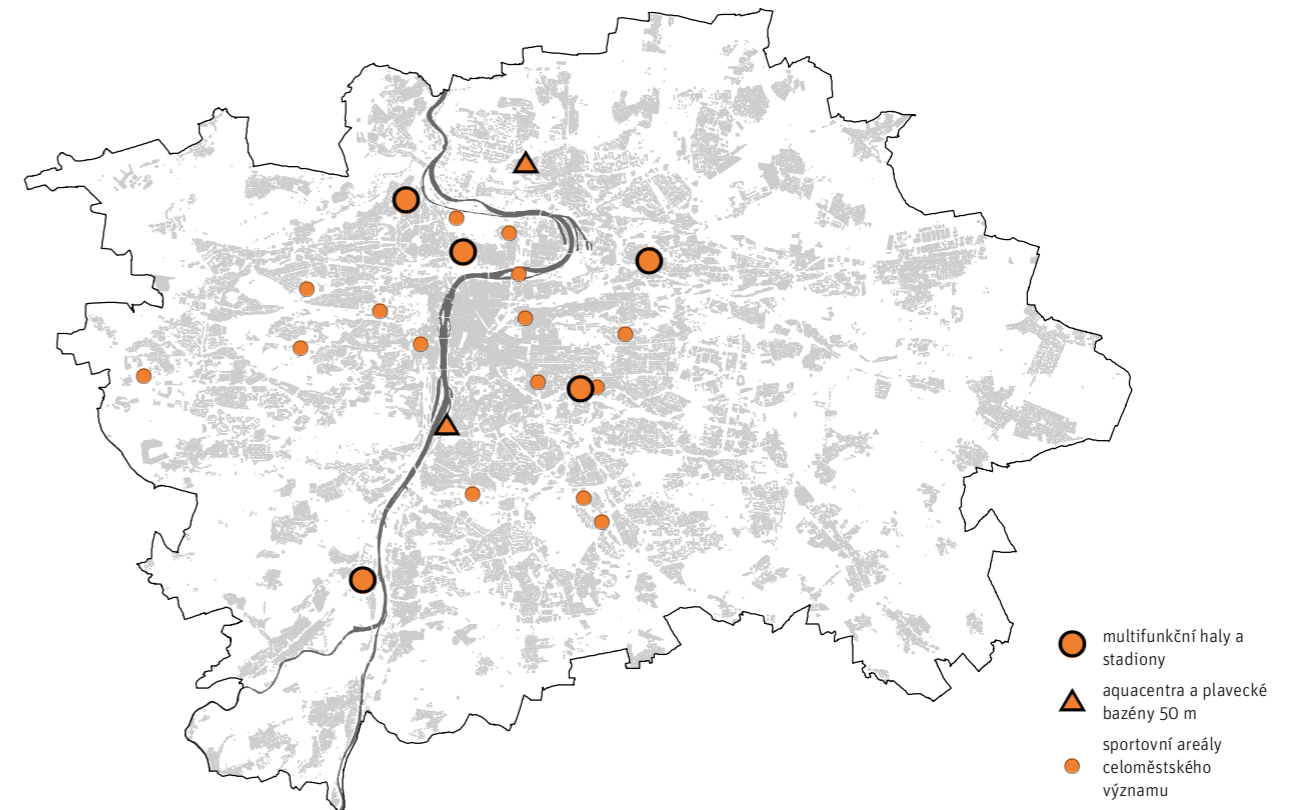 multifunkční haly a
stadiony
aquacentra a plavecké
bazény 50 m
sportovní areály
celoměstského
významu